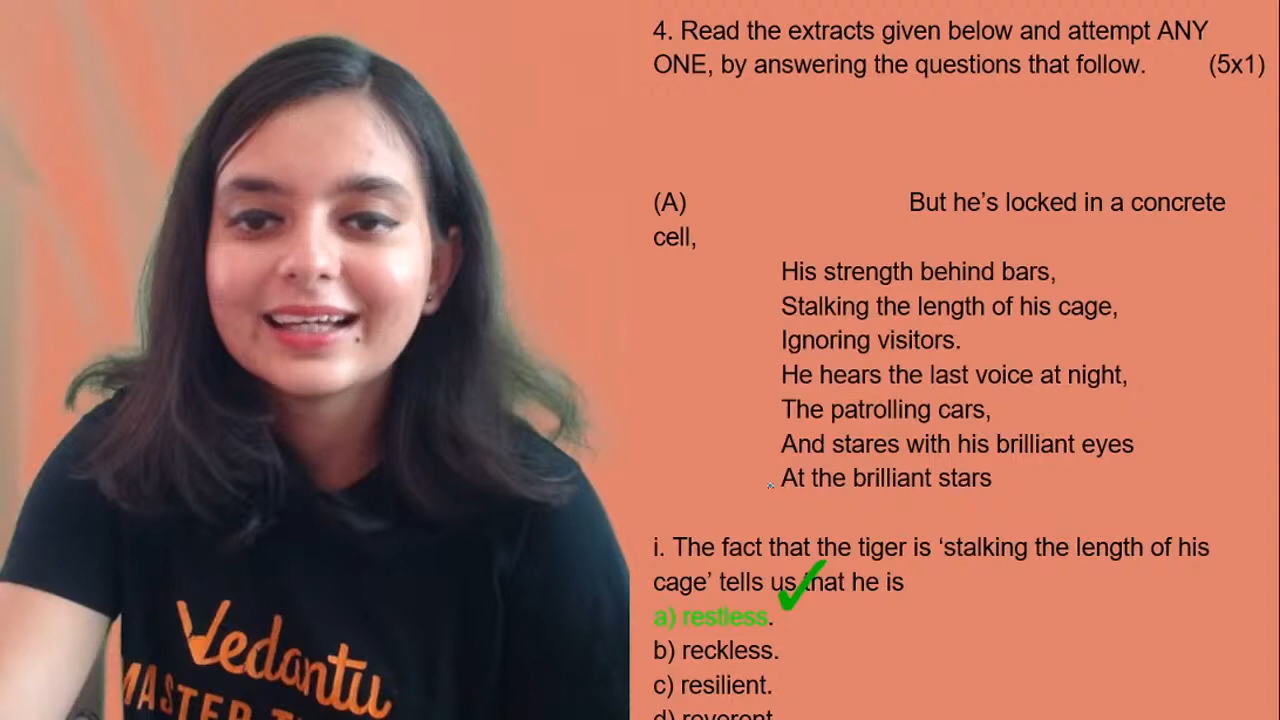 4. Read the extracts given below and attempt ANY
ONE, by answering the questions that follow. (5x1)
(A) But he’s locked in a concrete
cell,
His strength behind bars,
Stalking the length of his cage,
Ignoring visitors.
He hears the last voice at night,
The patrolling cars,
And stares with his brilliant eyes
At the brilliant stars
i. The fact that the tiger is ‘stalking the length of his
cage’ tells us that he is
a) restless.
b) reckless.
c) resilient.
d) reverent
Vedantu
MASTER